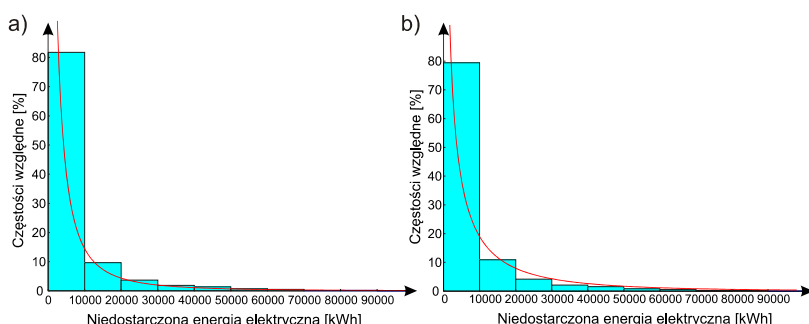 a)
Częstości względne [%]
80
70
60
50
40
30
20
10
0
0 10000 20000 30000 40000 50000 60000 70000 80000 90000
Niedostarczona energia elektryczna [kWh]
b)
Częstości względne [%]
80
70
60
50
40
30
20
10
0
0 10000 20000 30000 40000 50000 60000 70000 80000 90000
Niedostarczona energia elektryczna [kWh]